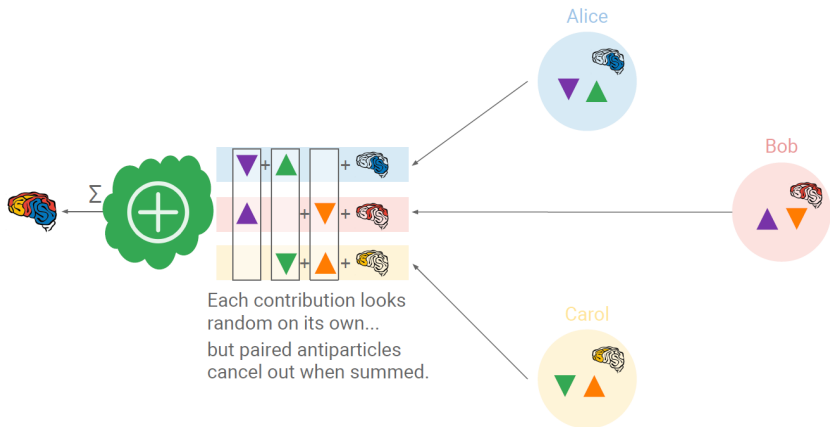 Alice
Bob
Σ
+ +
+ +
+ +
Carol
Each contribution looks
random on its own...
but paired antiparticles
cancel out when summed.